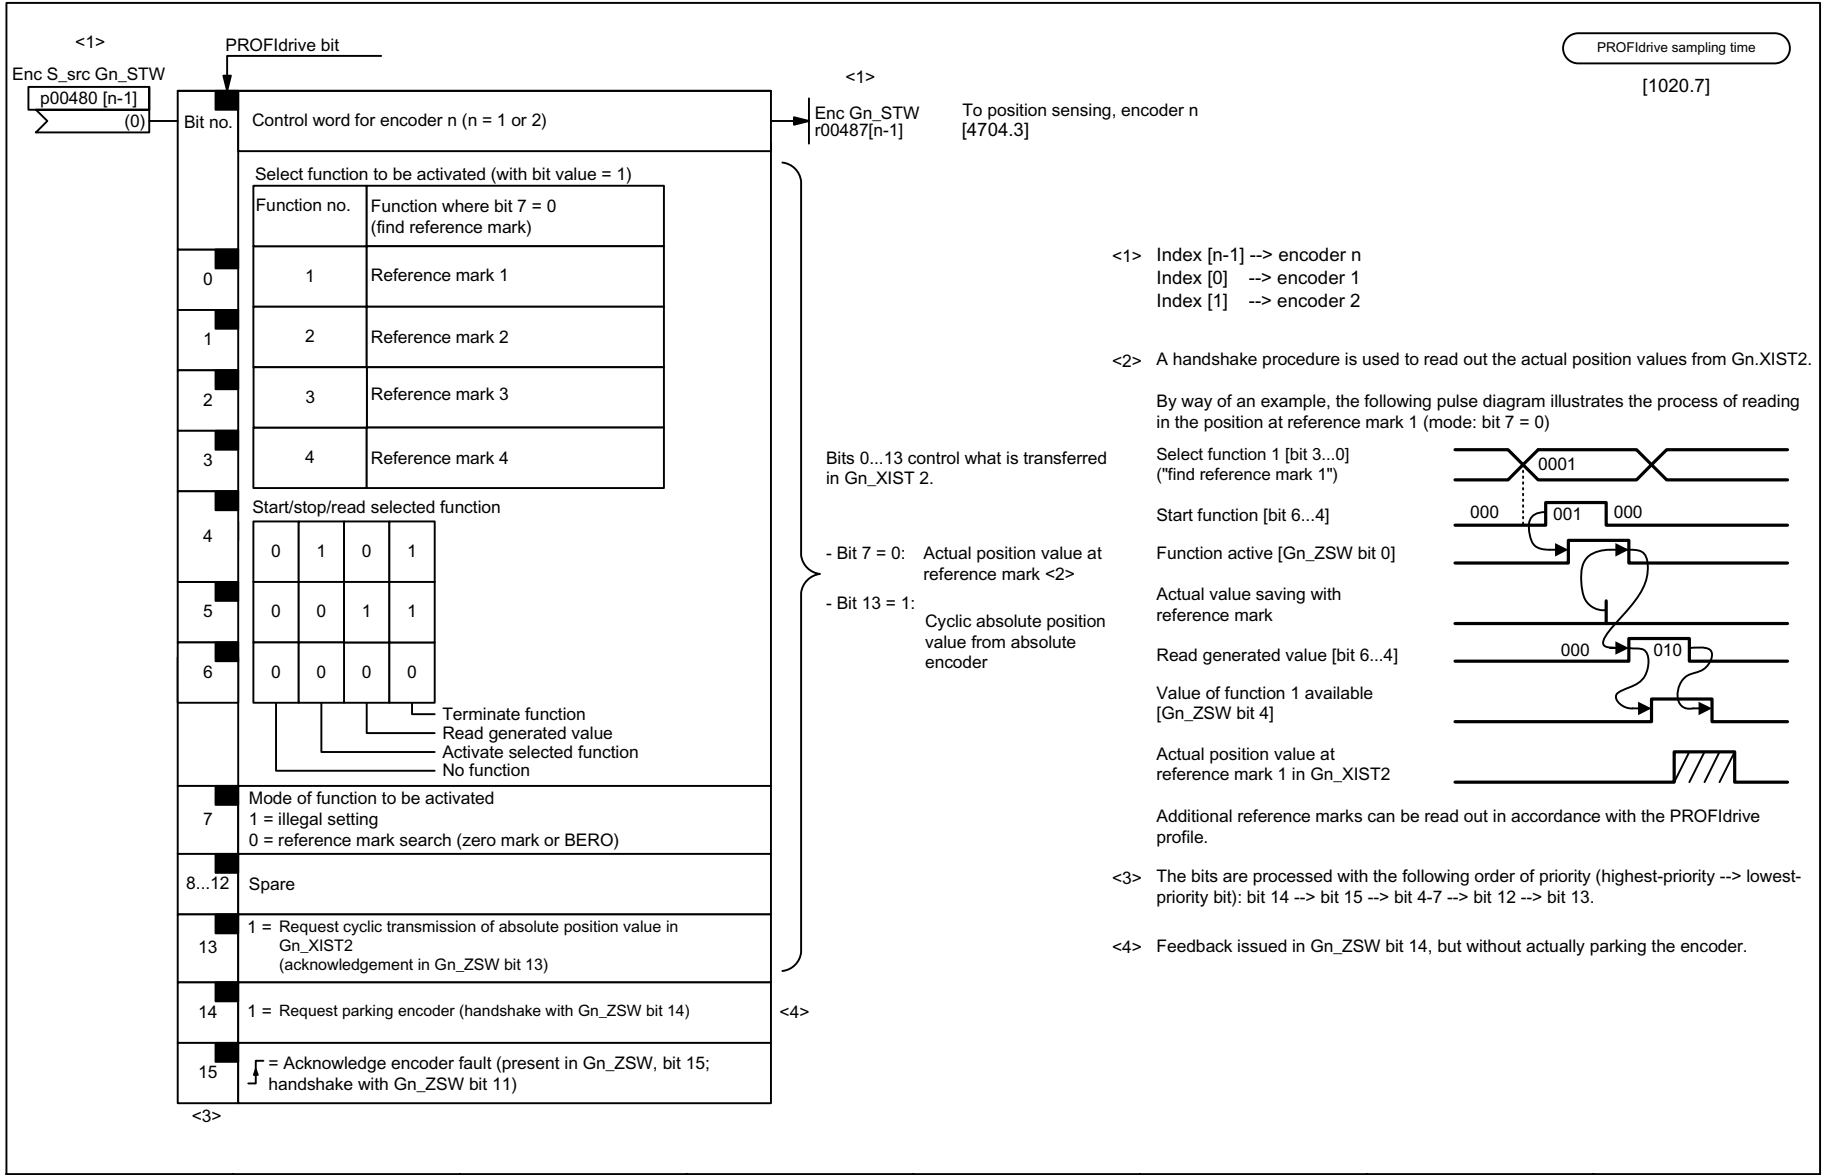 <1>
PROFIdrive bit
Enc S_src Gn_STW
p00480 [n-1]
(0)
Bit no.
Control word for encoder n (n = 1 or 2)
<1>
Enc Gn_STW
r00487[n-1]
To position sensing, encoder n
[4704.3]
PROFIdrive sampling time
[1020.7]
Select function to be activated (with bit value = 1)
Function no.
Function where bit 7 = 0
(find reference mark)
0
1
Reference mark 1
1
2
Reference mark 2
2
3
Reference mark 3
3
4
Reference mark 4
Start/stop/read selected function
4
0 1 0 1
5
0 0 1 1
6
0 0 0 0
Terminate function
Read generated value
Activate selected function
No function
7
Mode of function to be activated
1 = illegal setting
0 = reference mark search (zero mark or BERO)
8...12
Spare
13
1 = Request cyclic transmission of absolute position value in
Gn_XIST2
(acknowledgement in Gn_ZSW bit 13)
14
1 = Request parking encoder (handshake with Gn_ZSW bit 14)
<4>
15
= Acknowledge encoder fault (present in Gn_ZSW, bit 15;
handshake with Gn_ZSW bit 11)
<3>
Bits 0...13 control what is transferred
in Gn_XIST 2.
- Bit 7 = 0: Actual position value at
reference mark <2>
- Bit 13 = 1:
Cyclic absolute position
value from absolute
encoder
<1> Index [n-1] --> encoder n
Index [0] --> encoder 1
Index [1] --> encoder 2
<2> A handshake procedure is used to read out the actual position values from Gn.XIST2.
By way of an example, the following pulse diagram illustrates the process of reading
in the position at reference mark 1 (mode: bit 7 = 0)
Select function 1 [bit 3...0]
("find reference mark 1")
0001
Start function [bit 6...4]
000 001 000
Function active [Gn_ZSW bit 0]
Actual value saving with
reference mark
Read generated value [bit 6...4]
000 010
Value of function 1 available
[Gn_ZSW bit 4]
Actual position value at
reference mark 1 in Gn_XIST2
Additional reference marks can be read out in accordance with the PROFIdrive
profile.
<3> The bits are processed with the following order of priority (highest-priority --> lowest-
priority bit): bit 14 --> bit 15 --> bit 4-7 --> bit 12 --> bit 13.
<4> Feedback issued in Gn_ZSW bit 14, but without actually parking the encoder.